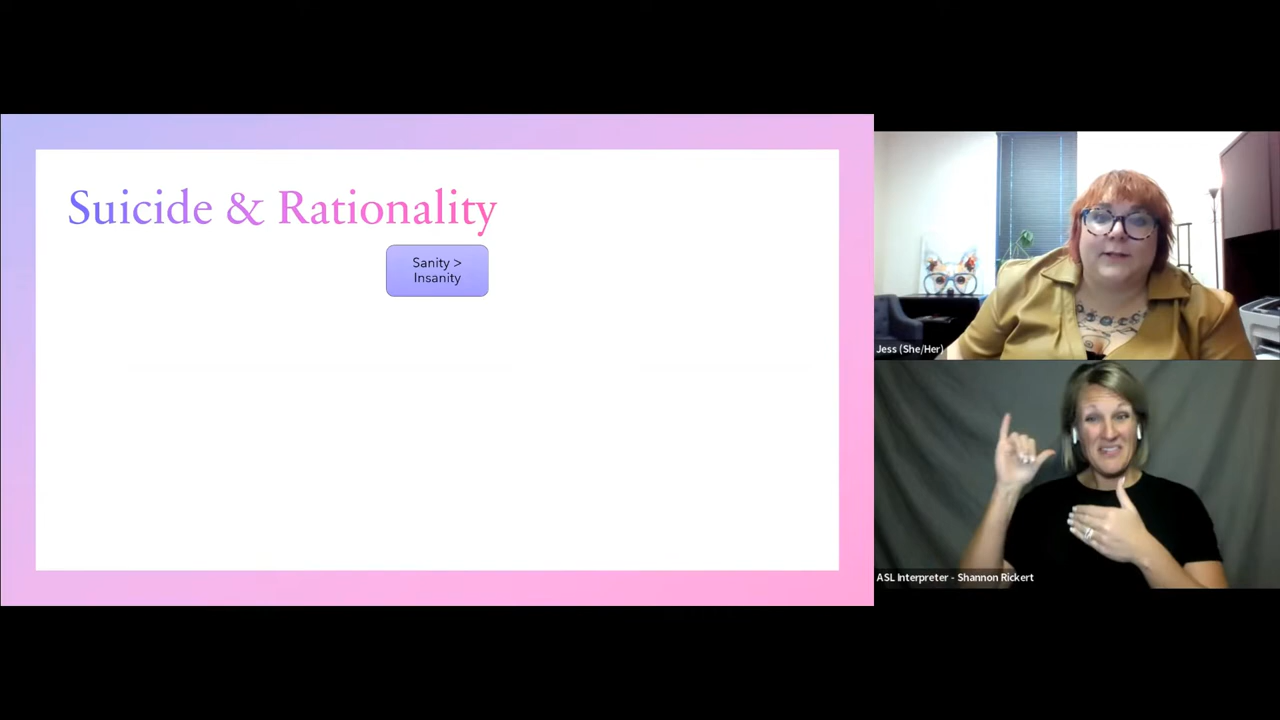 Suicide & Rationality
Sanity >
Insanity
Jess (She/Her)
ASL Interpreter - Shannon Rickert